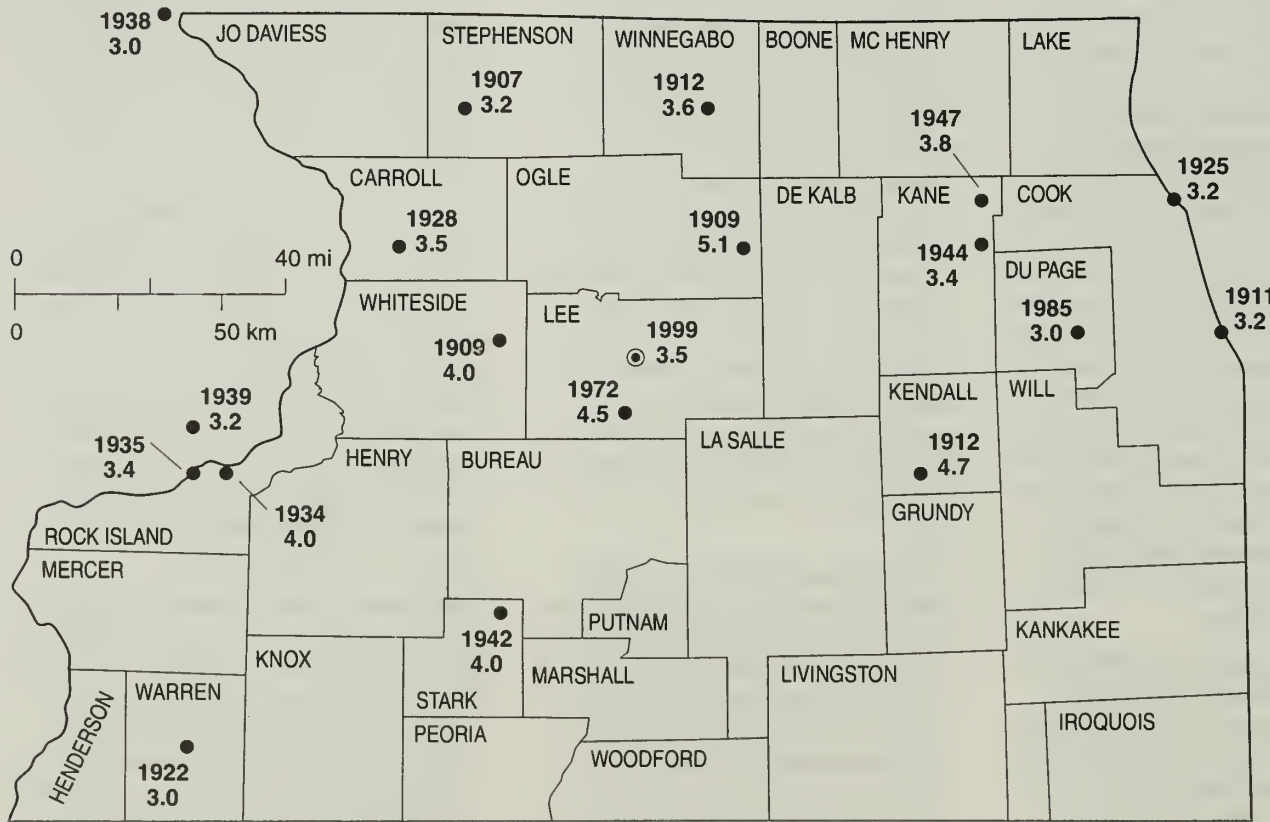 1938
3.0
JO DAVIESS
STEPHENSON
WINNEGABO
BOONE
MC HENRY
LAKE
1907
3.2
1912
3.6
1947
3.8
CARROLL
OGLE
DE KALB
KANE
COOK
1925
3.2
1928
3.5
1909
5.1
1944
3.4
0
40 mi
0
50 km
WHITESIDE
LEE
DU PAGE
1909
4.0
1999
3.5
1985
3.0
1911
3.2
1972
4.5
KENDALL
WILL
1939
3.2
1935
3.4
HENRY
BUREAU
LA SALLE
1912
4.7
1934
4.0
GRUNDY
ROCK ISLAND
MERCER
1942
4.0
PUTNAM
KANKAKEE
KNOX
MARSHALL
LIVINGSTON
WARREN
STARK
HENDERSON
PEORIA
IROQUOIS
WOODFORD
1922
3.0